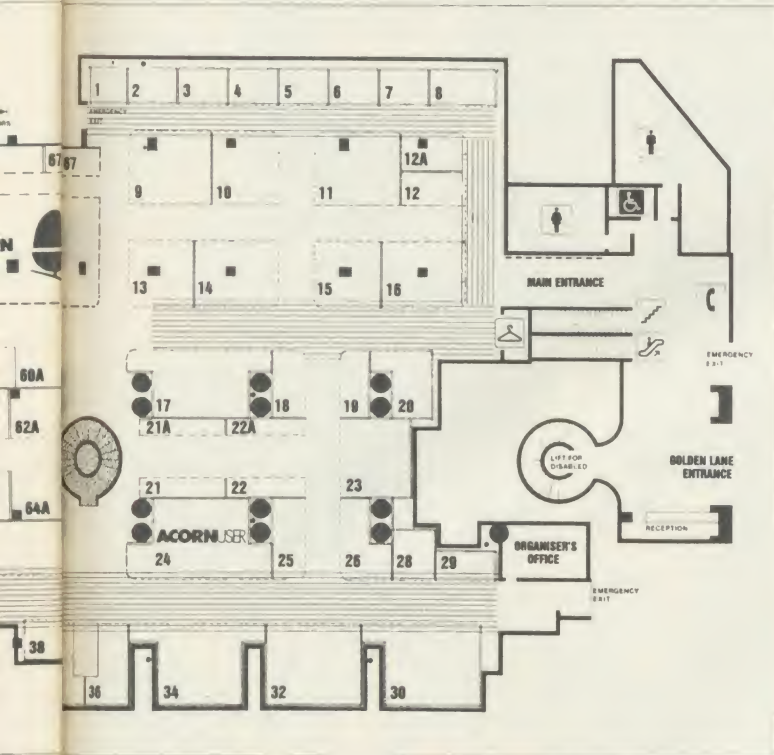 1 2 3 4 5 6 7 8
EMERGENCY
EXIT
67 67
9 10 11 12A
12
N
13 14 15 16
MAIN ENTRANCE
EMERGENCY
EXIT
60A
17 18 19 20
62A
21A 22A
LIFT FOR
DISABLED
GOLDEN LANE
ENTRANCE
21 22 23
64A
ACORNUSER
RECEPTION
24 25 26 28 29
ORGANISER'S
OFFICE
EMERGENCY
EXIT
38
36 34 32 30